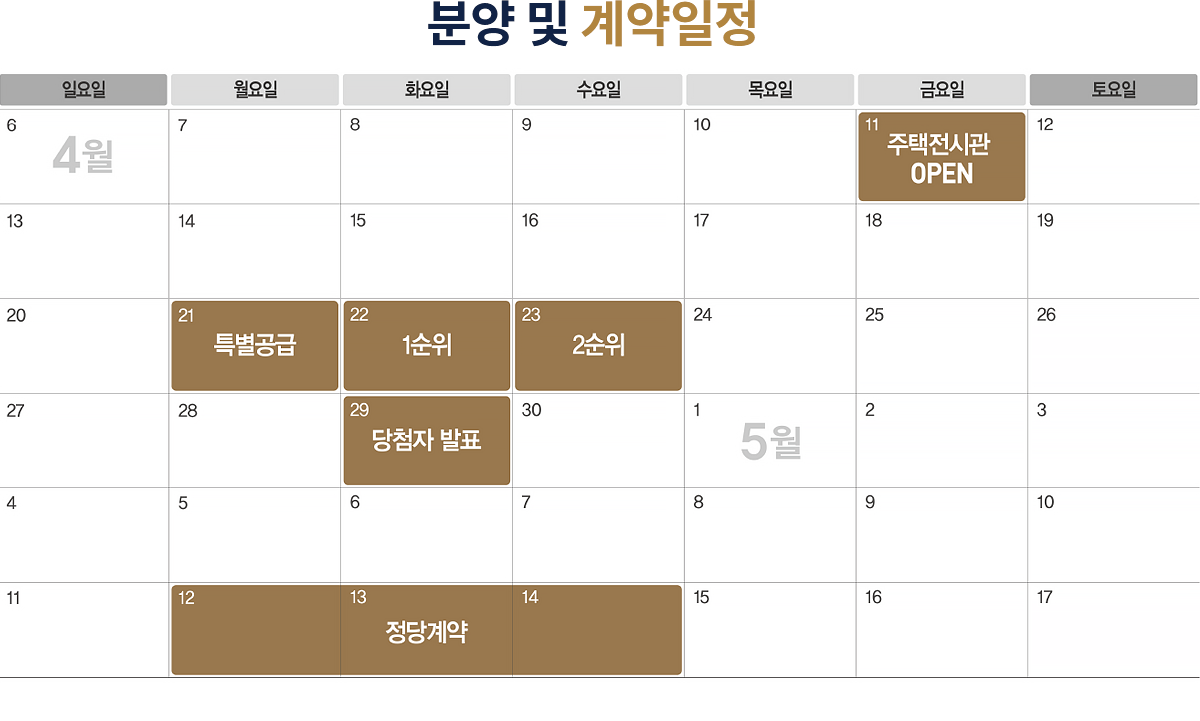 분양 및 계약일정
일요일 월요일 화요일 수요일 목요일 금요일 토요일
6 4월 7 8 9 10 11 주택전시관 OPEN 12
13 14 15 16 17 18 19
20 21 특별공급 22 1순위 23 2순위 24 25 26
27 28 29 당첨자 발표 30 1 5월 2 3
4 5 6 7 8 9 10
11 12 13 정당계약 14 15 16 17